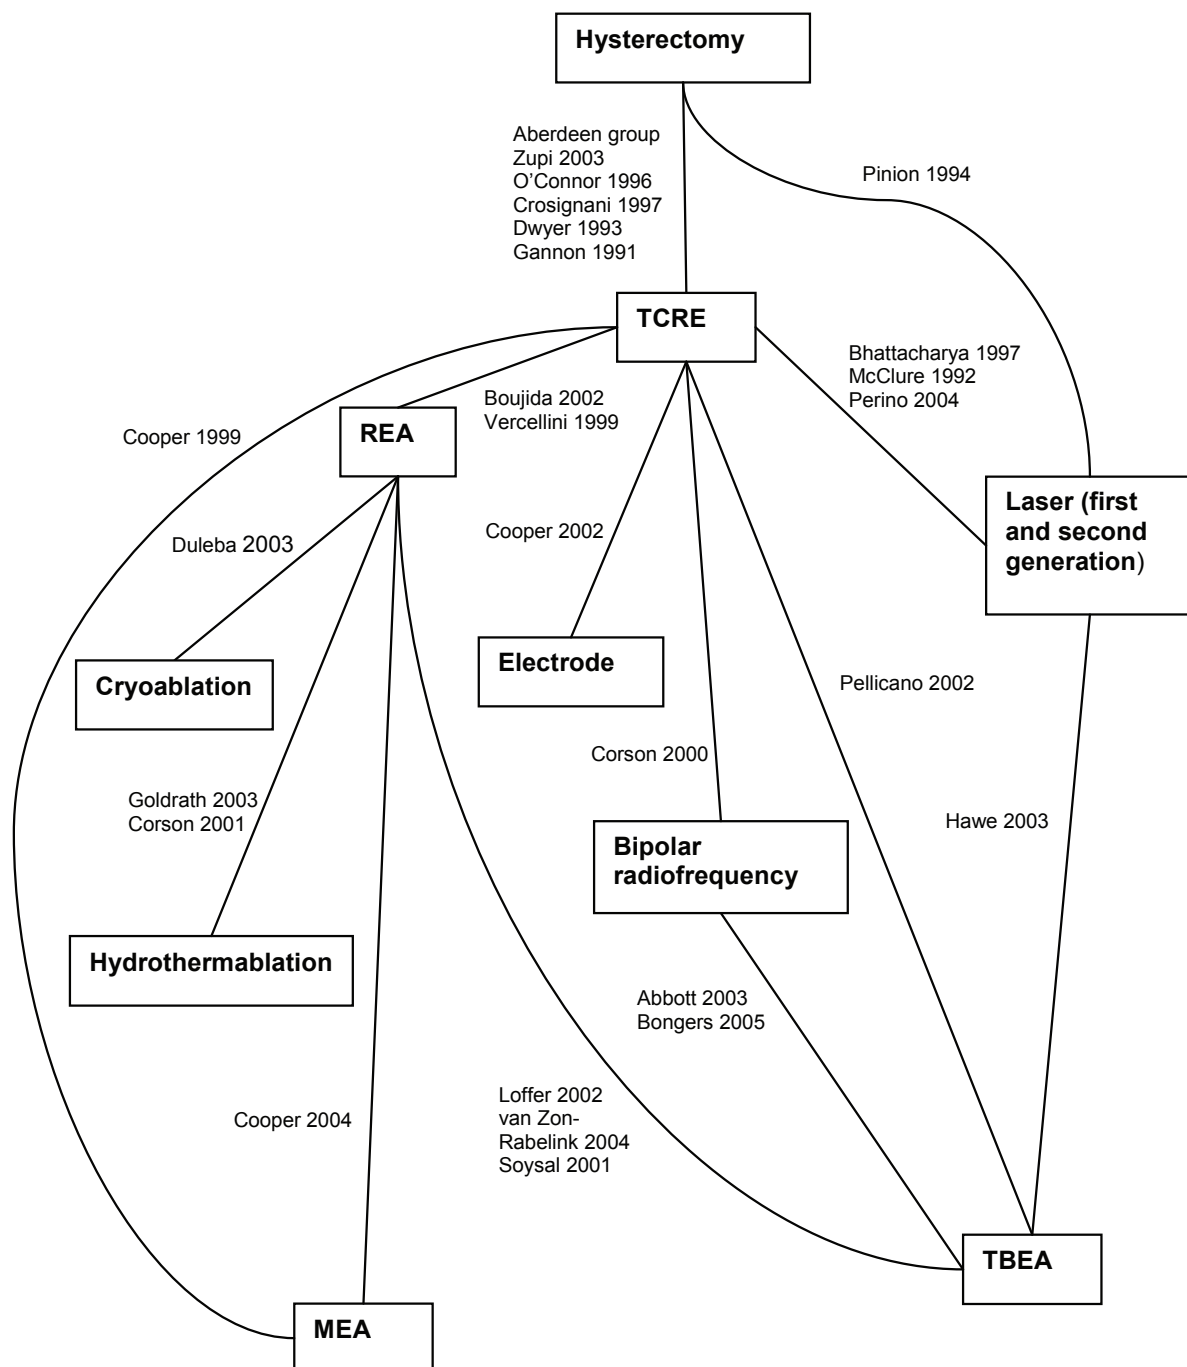 Hysterectomy
Aberdeen group
Zupi 2003
O’Connor 1996
Crosignani 1997
Dwyer 1993
Gannon 1991
Pinion 1994
TCRE
Bhattacharya 1997
McClure 1992
Perino 2004
Boujida 2002
Vercellini 1999
Cooper 1999
REA
Laser (first
and second
generation)
Duleba 2003
Cooper 2002
Cryoablation
Electrode
Pellicano 2002
Corson 2000
Goldrath 2003
Corson 2001
Hawe 2003
Bipolar
radiofrequency
Hydrothermablation
Abbott 2003
Bongers 2005
Cooper 2004
Loffer 2002
van Zon-
Rabelink 2004
Soysal 2001
TBEA
MEA